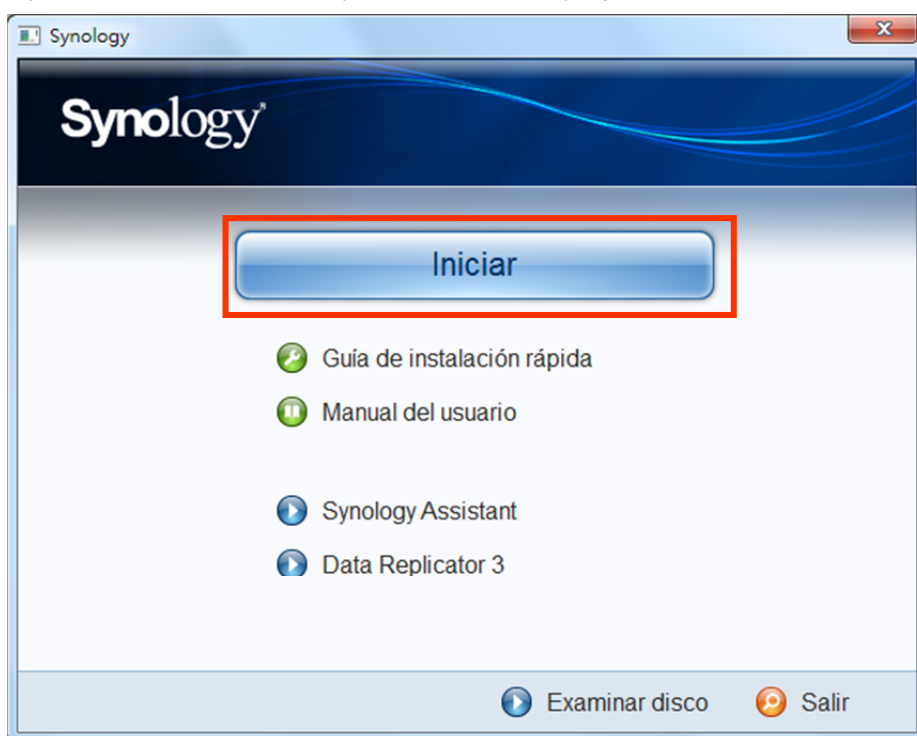 Synology
Synology
Iniciar
Guía de instalación rápida
Manual del usuario
Synology Assistant
Data Replicator 3
Examinar disco
Salir